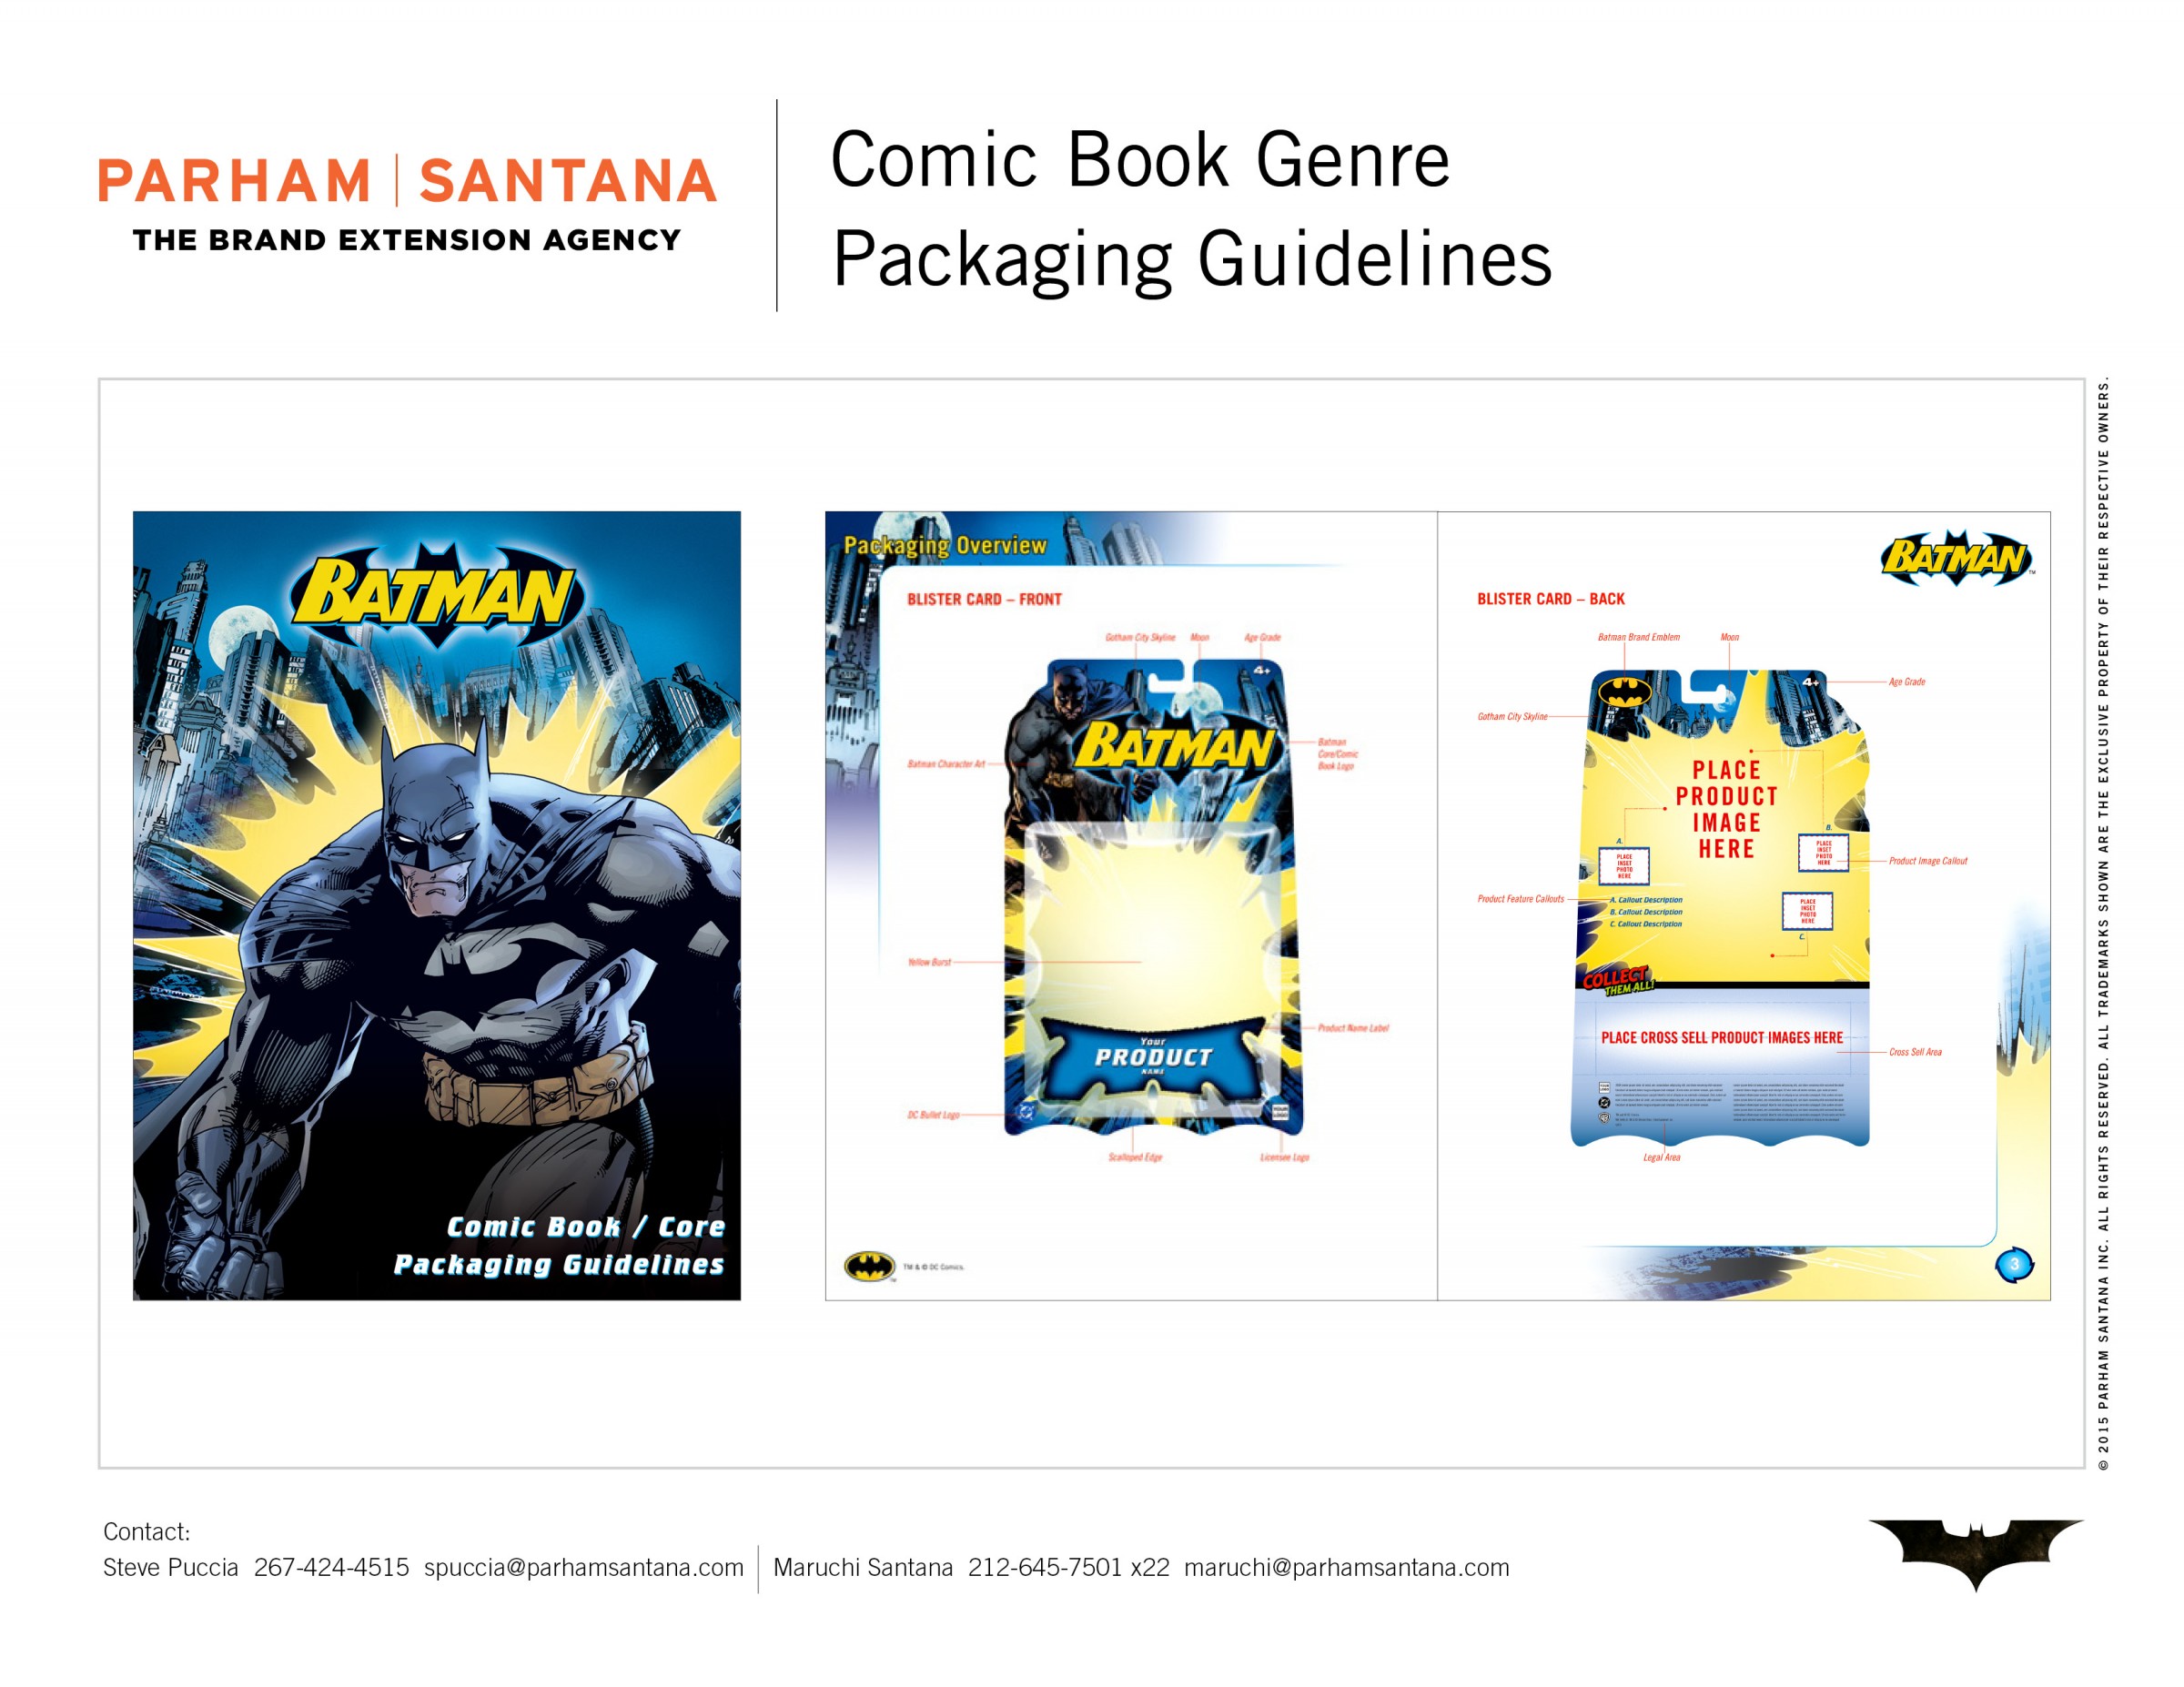 PARHAM | SANTANA
THE BRAND EXTENSION AGENCY
Comic Book Genre
Packaging Guidelines
BATMAN
Comic Book / Core
Packaging Guidelines
Packaging Overview
BLISTER CARD – FRONT
Gotham City Skyline
Moon
Age Grade
4+
BATMAN
Batman Character Art
Batman
Core/Comic
Book Logo
Yellow Burst
Your
PRODUCT
NAME
Product Name Label
DC Bullet Logo
Scalloped Edge
Licensee Logo
TM & © DC Comics.
BATMAN TM
BLISTER CARD – BACK
Batman Brand Emblem
Moon
4+
Age Grade
Gotham City Skyline
PLACE
PRODUCT
IMAGE
HERE
A.
PLACE
INSET
PHOTO
HERE
B.
PLACE
INSET
PHOTO
HERE
Product Image Callout
Product Feature Callouts
A. Callout Description
B. Callout Description
C. Callout Description
PLACE
INSET
PHOTO
HERE
C.
COLLECT
THEM ALL!
PLACE CROSS SELL PRODUCT IMAGES HERE
Cross Sell Area
Legal Area
3
© 2015 PARHAM SANTANA INC. ALL RIGHTS RESERVED. ALL TRADEMARKS SHOWN ARE THE EXCLUSIVE PROPERTY OF THEIR RESPECTIVE OWNERS.
Contact:
Steve Puccia 267-424-4515 spuccia@parhamsantana.com | Maruchi Santana 212-645-7501 x22 maruchi@parhamsantana.com